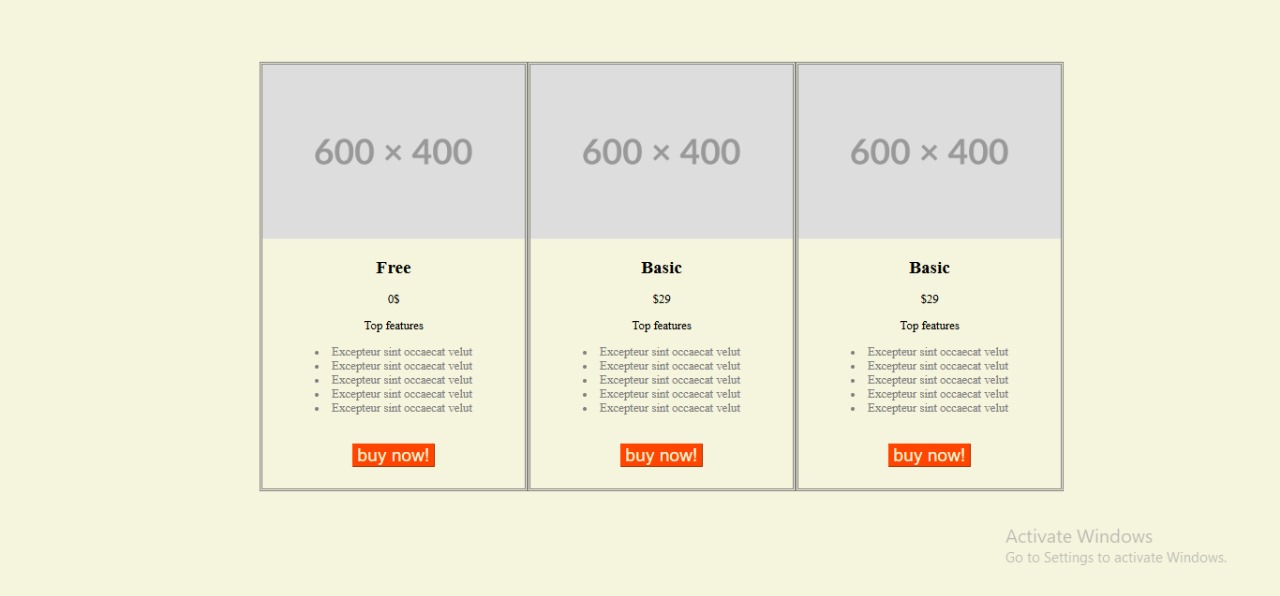 600 × 400
600 × 400
600 × 400
Free
0$
Top features
Excepteur sint occaecat velut
Excepteur sint occaecat velut
Excepteur sint occaecat velut
Excepteur sint occaecat velut
Excepteur sint occaecat velut
buy now!
Basic
$29
Top features
Excepteur sint occaecat velut
Excepteur sint occaecat velut
Excepteur sint occaecat velut
Excepteur sint occaecat velut
Excepteur sint occaecat velut
buy now!
Basic
$29
Top features
Excepteur sint occaecat velut
Excepteur sint occaecat velut
Excepteur sint occaecat velut
Excepteur sint occaecat velut
Excepteur sint occaecat velut
buy now!
Activate Windows
Go to Settings to activate Windows.